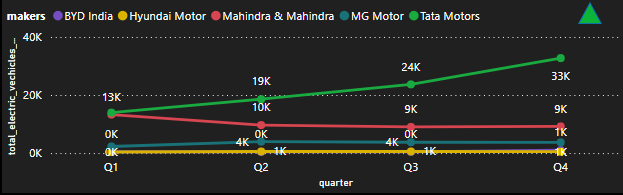 makers BYD India Hyundai Motor Mahindra & Mahindra MG Motor Tata Motors
40K
20K
0K
total_electric_vechicles_...
13K
19K
24K
33K
10K
9K
9K
0K
0K
0K
1K
4K
4K
0K
1K
1K
1K
Q1
Q2
Q3
Q4
quarter